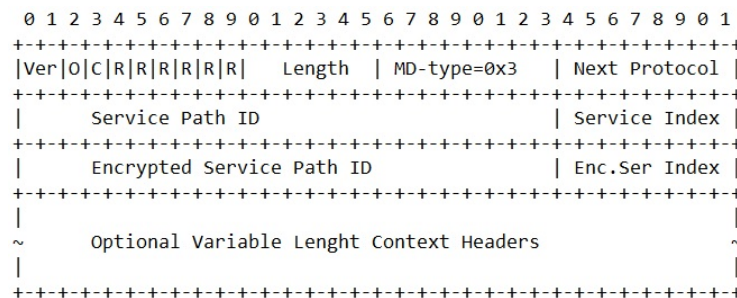 0 1 2 3 4 5 6 7 8 9 0 1 2 3 4 5 6 7 8 9 0 1 2 3 4 5 6 7 8 9 0 1
+-+-+-+-+-+-+-+-+-+-+-+-+-+-+-+-+-+-+-+-+-+-+-+-+-+-+-+-+-+-+-+-+
|Ver|O|C|R|R|R|R|R|R| Length | MD-type=0x3 | Next Protocol |
+-+-+-+-+-+-+-+-+-+-+-+-+-+-+-+-+-+-+-+-+-+-+-+-+-+-+-+-+-+-+-+-+
| Service Path ID | Service Index |
+-+-+-+-+-+-+-+-+-+-+-+-+-+-+-+-+-+-+-+-+-+-+-+-+-+-+-+-+-+-+-+-+
| Encrypted Service Path ID | Enc.Ser Index |
+-+-+-+-+-+-+-+-+-+-+-+-+-+-+-+-+-+-+-+-+-+-+-+-+-+-+-+-+-+-+-+-+
| |
~ Optional Variable Lenght Context Headers ~
| |
+-+-+-+-+-+-+-+-+-+-+-+-+-+-+-+-+-+-+-+-+-+-+-+-+-+-+-+-+-+-+-+-+